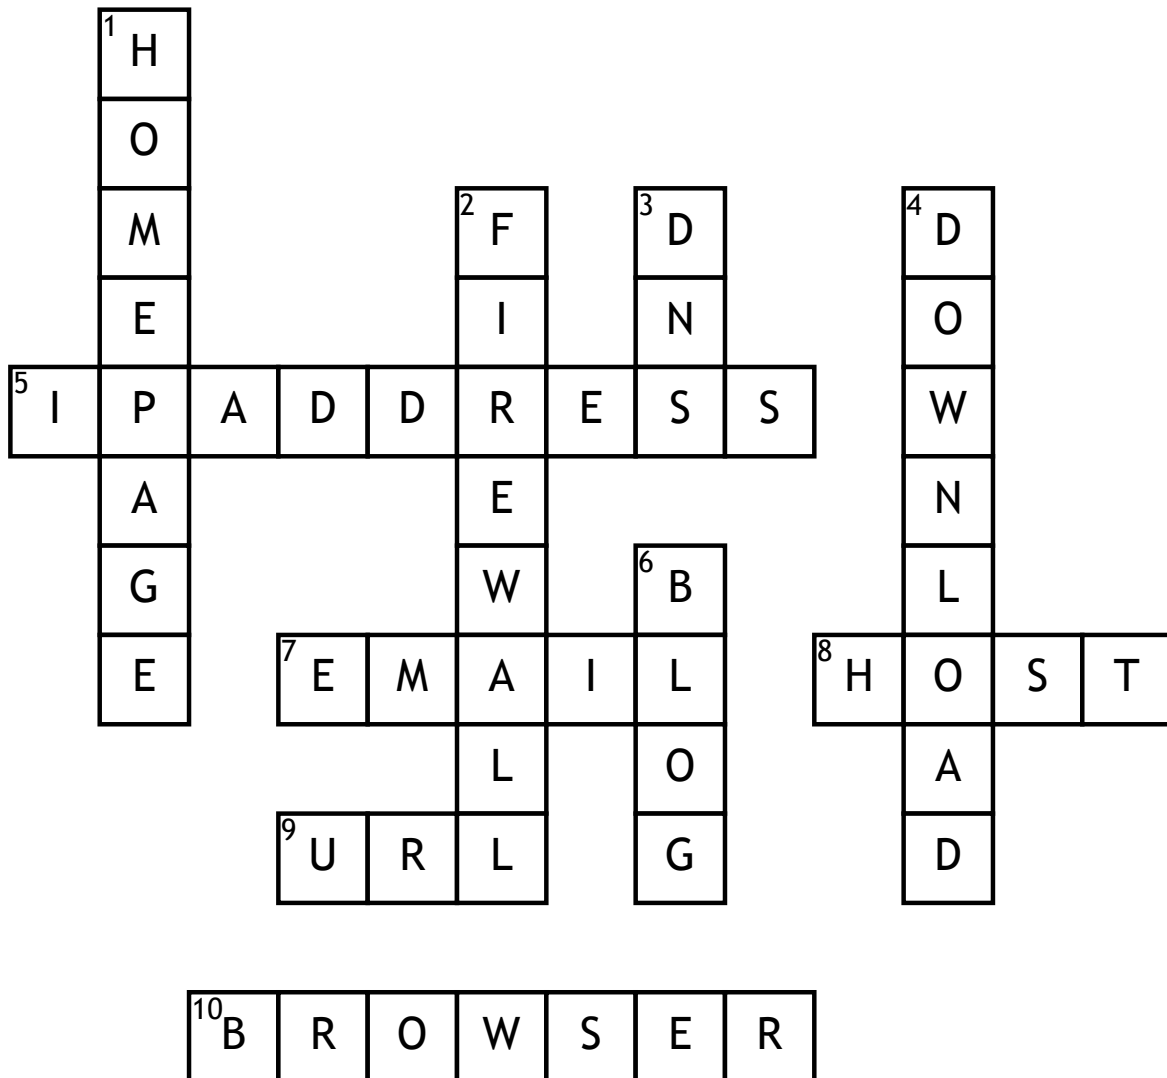 1 H
O
M 2 F 3 D 4 D
E I N O
5 I P A D D R E S S W
A E N
G W 6 B L
E 7 E M A I L 8 H O S T
L O A
9 U R L G D
10 B R O W S E R